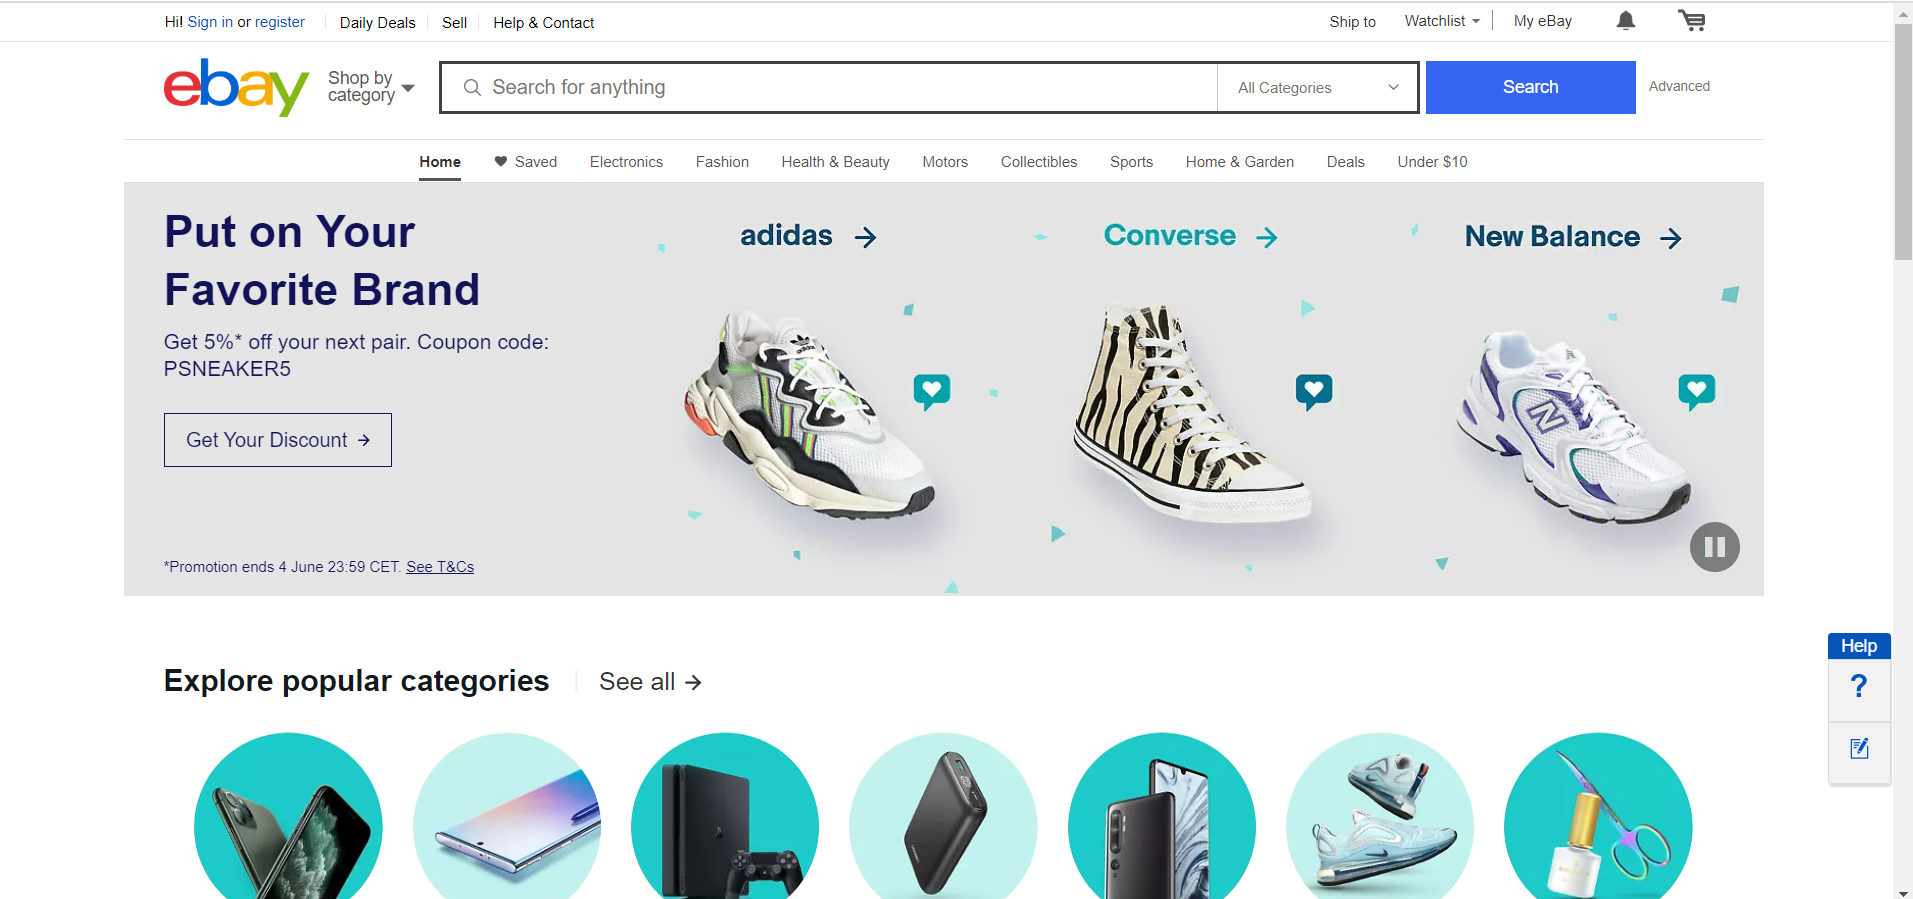 Hi! Sign in or register
Daily Deals
Sell
Help & Contact
Ship to
Watchlist
My eBay
ebay
Shop by
category
Search for anything
All Categories
Search
Advanced
Home
Saved
Electronics
Fashion
Health & Beauty
Motors
Collectibles
Sports
Home & Garden
Deals
Under $10
Put on Your
Favorite Brand
Get 5%* off your next pair. Coupon code:
PSNEAKER5
Get Your Discount →
*Promotion ends 4 June 23:59 CET. See T&Cs
adidas →
Converse →
New Balance →
N
Explore popular categories
See all →
Help
?